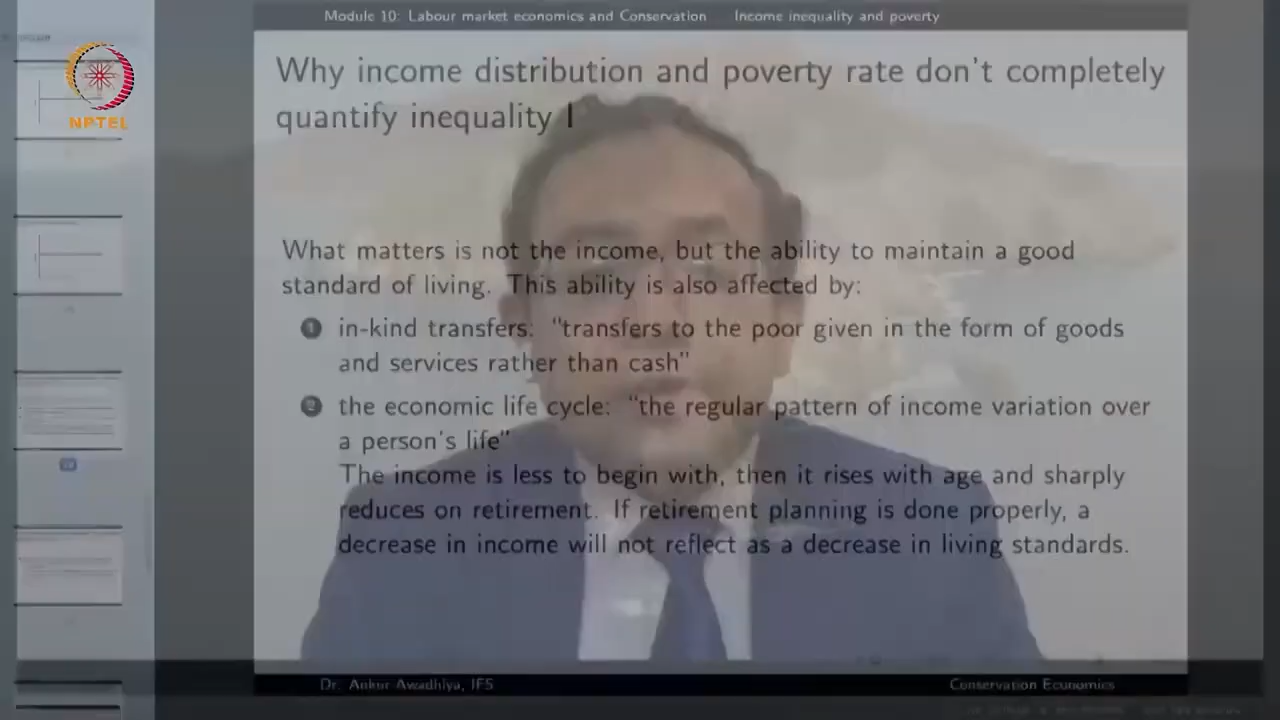 Module 10: Labour market economics and Conservation Income inequality and poverty
NPTEL
Why income distribution and poverty rate don't completely
quantify inequality I
What matters is not the income, but the ability to maintain a good
standard of living. This ability is also affected by:
1 in-kind transfers: "transfers to the poor given in the form of goods
and services rather than cash"
2 the economic life cycle: "the regular pattern of income variation over
a person's life"
The income is less to begin with, then it rises with age and sharply
reduces on retirement. If retirement planning is done properly, a
decrease in income will not reflect as a decrease in living standards.
Dr. Ankur Awadhiya, IFS Conservation Economics